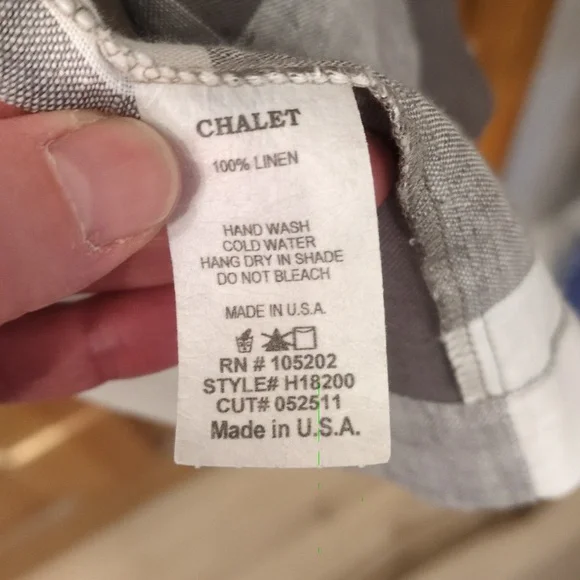 CHALET
100% LINEN
HAND WASH
COLD WATER
HANG DRY IN SHADE
DO NOT BLEACH
MADE IN U.S.A.
RN # 105202
STYLE# H18200
CUT# 052511
Made in U.S.A.